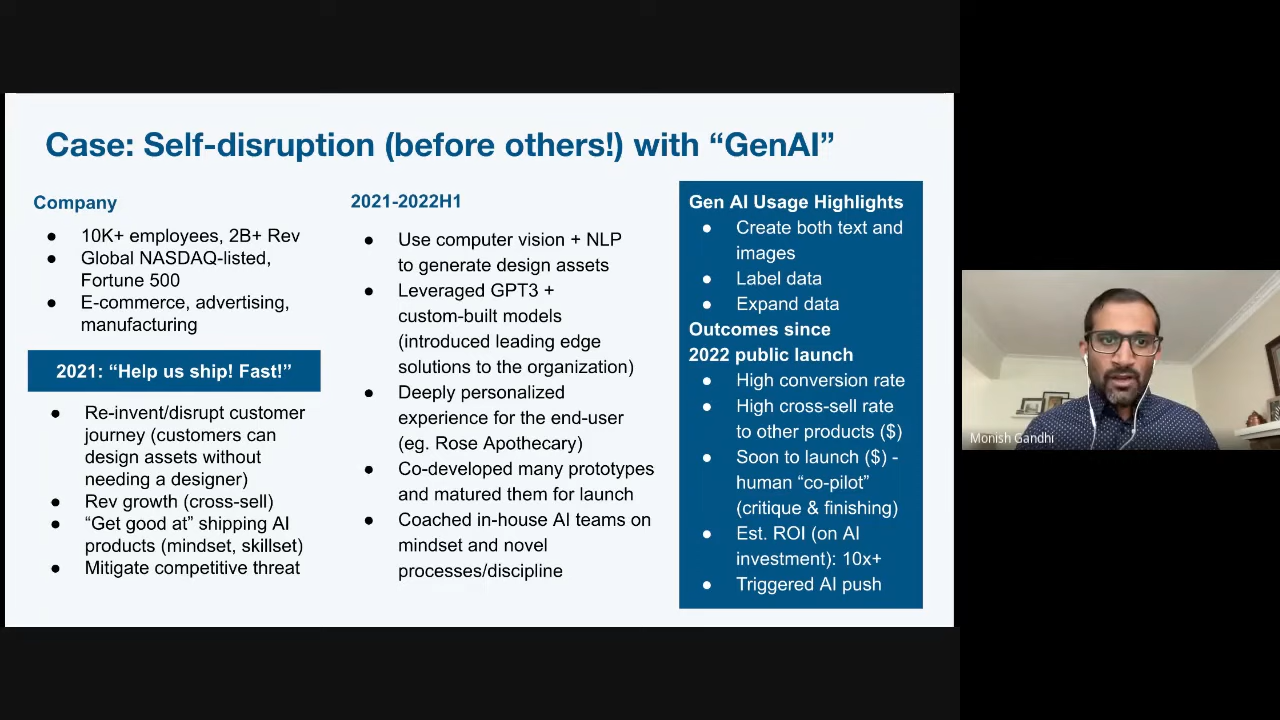 Case: Self-disruption (before others!) with “GenAI”
Company
● 10K+ employees, 2B+ Rev
● Global NASDAQ-listed,
Fortune 500
● E-commerce, advertising,
manufacturing
2021: “Help us ship! Fast!”
● Re-invent/disrupt customer
journey (customers can
design assets without
needing a designer)
● Rev growth (cross-sell)
● “Get good at” shipping AI
products (mindset, skillset)
● Mitigate competitive threat
2021-2022H1
● Use computer vision + NLP
to generate design assets
● Leveraged GPT3 +
custom-built models
(introduced leading edge
solutions to the organization)
● Deeply personalized
experience for the end-user
(eg. Rose Apothecary)
● Co-developed many prototypes
and matured them for launch
● Coached in-house AI teams on
mindset and novel
processes/discipline
Gen AI Usage Highlights
● Create both text and
images
● Label data
● Expand data
Outcomes since
2022 public launch
● High conversion rate
● High cross-sell rate
to other products ($)
● Soon to launch ($) -
human “co-pilot”
(critique & finishing)
● Est. ROI (on AI
investment): 10x+
● Triggered AI push
Monish Gandhi